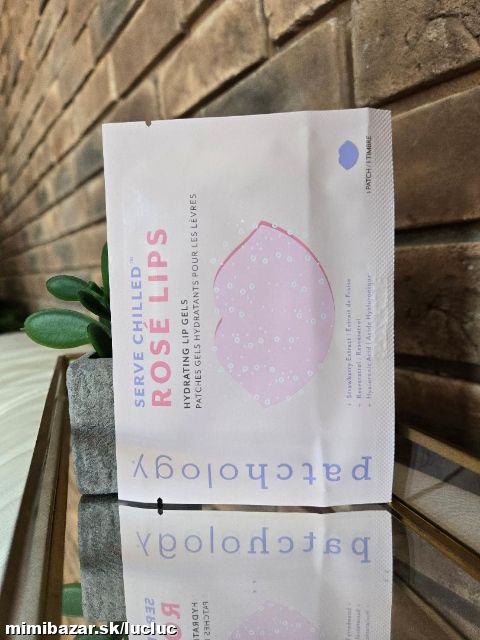 patchology
SERVE CHILLED™
ROSÉ LIPS
HYDRATING LIP GELS
PATCHES GELS HYDRATANTS POUR LES LÈVRES
+ Strawberry Extract | Extrait de Fraise
+ Resveratrol | Resvératrol
+ Hyaluronic Acid | Acide Hyaluronique
1 PATCH / 1 TIMBRE
mimibazar.sk/lucluc